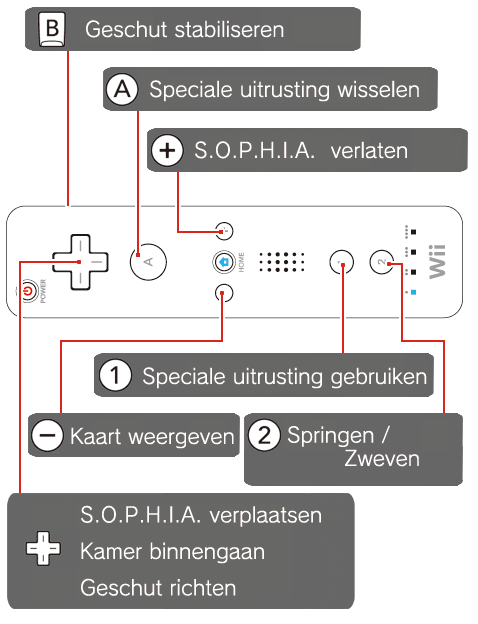 B Geschut stabiliseren
A Speciale uitrusting wisselen
+ S.O.P.H.I.A. verlaten
A
HOME
POWER
1
2
Wii
1 Speciale uitrusting gebruiken
− Kaart weergeven
2 Springen /
Zweven
S.O.P.H.I.A. verplaatsen
Kamer binnengaan
Geschut richten